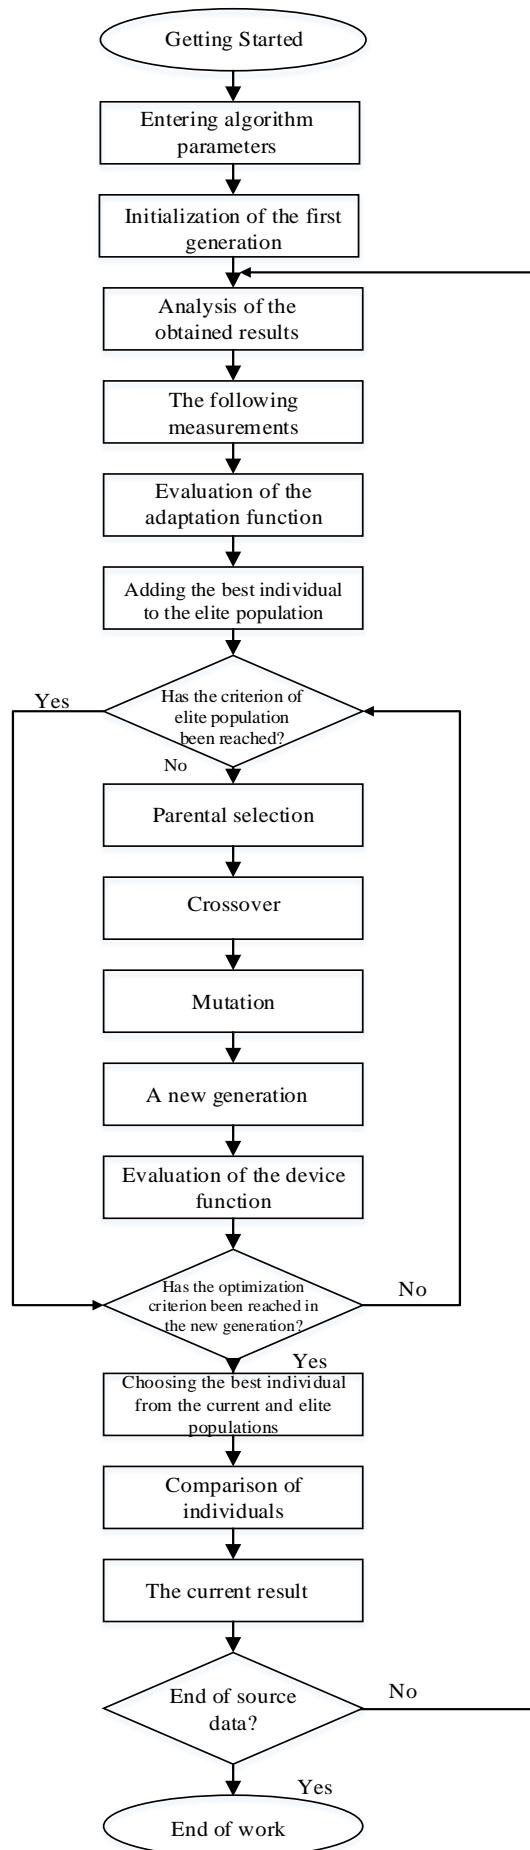 Getting Started
Entering algorithm
parameters
Initialization of the first
generation
Analysis of the
obtained results
The following
measurements
Evaluation of the
adaptation function
Adding the best individual
to the elite population
Yes
Has the criterion of
elite population
been reached?
No
Parental selection
Crossover
Mutation
A new generation
Evaluation of the device
function
Has the optimization
criterion been reached in
the new generation?
No
Yes
Choosing the best individual
from the current and elite
populations
Comparison of
individuals
The current result
End of source
data?
No
Yes
End of work